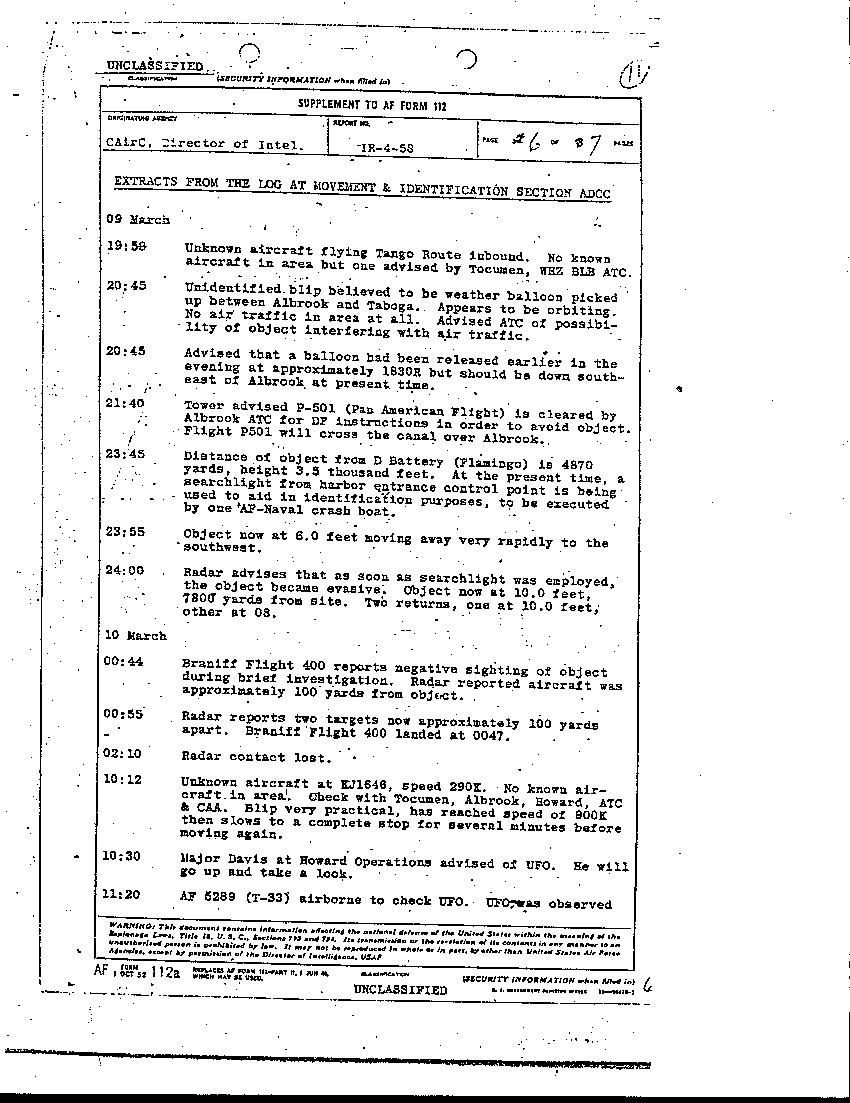 UNCLASSIFIED
CLASSIFICATION
(SECURITY INFORMATION when filled in)
11
SUPPLEMENT TO AF FORM 112
ORIGINATING AGENCY
REPORT NO.
CAirC, Director of Intel.
IR-4-58
PAGE 6 OF 7 PAGES
EXTRACTS FROM THE LOG AT MOVEMENT & IDENTIFICATION SECTION ADCC
09 March
19:59 Unknown aircraft flying Tango Route inbound. No known
aircraft in area but one advised by Tocumen, WHZ BLB ATC.
20:45 Unidentified blip believed to be weather balloon picked
up between Albrook and Taboga. Appears to be orbiting.
No air traffic in area at all. Advised ATC of possibi-
lity of object interfering with air traffic.
20:45 Advised that a balloon had been released earlier in the
evening at approximately 1830R but should be down south-
east of Albrook at present time.
21:40 Tower advised P-501 (Pan American Flight) is cleared by
Albrook ATC for DF instructions in order to avoid object.
Flight P501 will cross the canal over Albrook.
23:45 Distance of object from D Battery (Flamingo) is 4870
yards, height 3.5 thousand feet. At the present time, a
searchlight from harbor entrance control point is being
used to aid in identification purposes, to be executed
by one AF-Naval crash boat.
23:55 Object now at 6.0 feet moving away very rapidly to the
southwest.
24:00 Radar advises that as soon as searchlight was employed,
the object became evasive. Object now at 10.0 feet,
7800 yards from site. Two returns, one at 10.0 feet,
other at 08.
10 March
00:44 Braniff Flight 400 reports negative sighting of object
during brief investigation. Radar reported aircraft was
approximately 100 yards from object.
00:55 Radar reports two targets now approximately 100 yards
apart. Braniff Flight 400 landed at 0047.
02:10 Radar contact lost.
10:12 Unknown aircraft at EJ1646, speed 290K. No known air-
craft in area. Check with Tocumen, Albrook, Howard, ATC
& CAA. Blip very practical, has reached speed of 900K
then slows to a complete stop for several minutes before
moving again.
10:30 Major Davis at Howard Operations advised of UFO. He will
go up and take a look.
11:20 AF 5289 (T-33) airborne to check UFO. UFO was observed
WARNING: This document contains information affecting the national defense of the United States within the meaning of the
Espionage Laws, Title 18, U. S. C., Sections 793 and 794. Its transmission or the revelation of its contents in any manner to an
unauthorized person is prohibited by law. It may not be reproduced in whole or in part, by other than United States Air Force
Agencies, except by permission of the Director of Intelligence, USAF
AF FORM 1 OCT 52 112a
REPLACES AF FORM 112-PART II, 1 JUN 48,
WHICH MAY BE USED.
CLASSIFICATION
UNCLASSIFIED
(SECURITY INFORMATION when filled in)
6